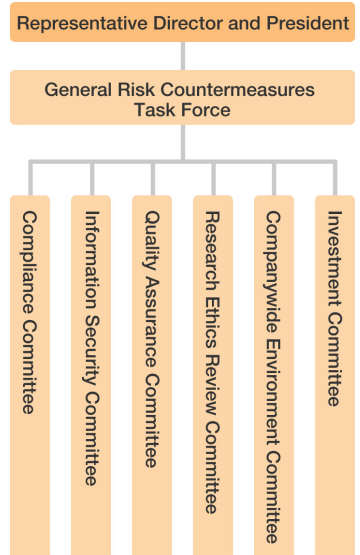 Representative Director and President
General Risk Countermeasures
Task Force
Compliance Committee
Information Security Committee
Quality Assurance Committee
Research Ethics Review Committee
Companywide Environment Committee
Investment Committee